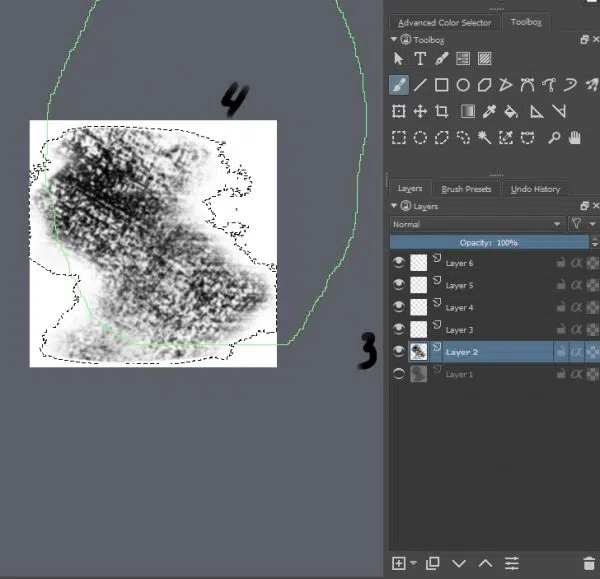 Advanced Color Selector Toolbox
Toolbox
4
Layers Brush Presets Undo History
Layers
Normal
Opacity: 100%
Layer 6
Layer 5
Layer 4
Layer 3
3
Layer 2
Layer 1